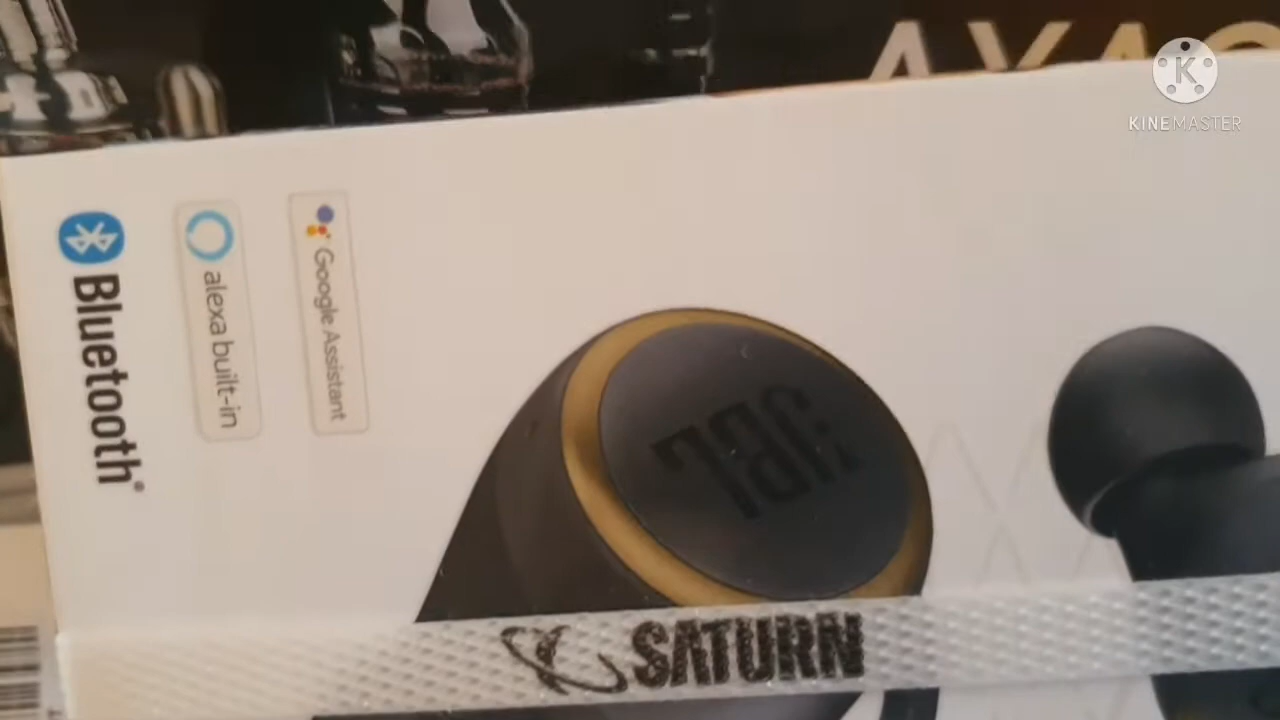 KINEMASTER
Bluetooth®
alexa built-in
Google Assistant
JBL
SATURN